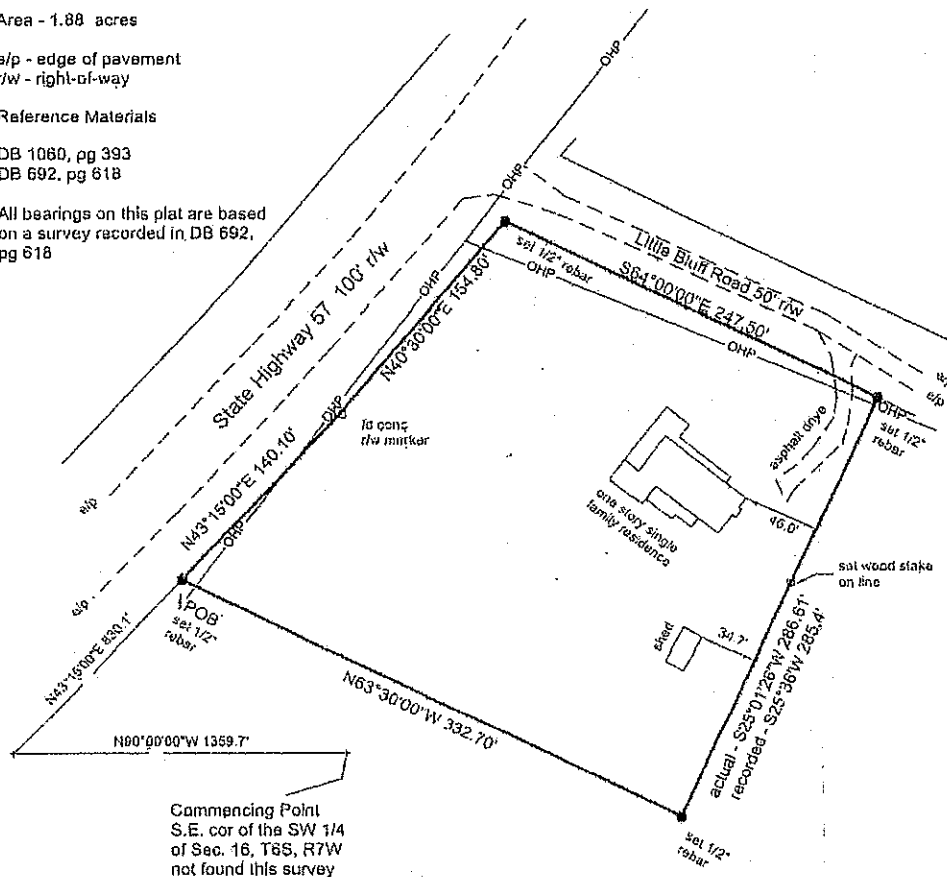 Area - 1.88 acres
e/p - edge of pavement
r/w - right-of-way
Reference Materials
DB 1060, pg 393
DB 692, pg 618
All bearings on this plat are based
on a survey recorded in DB 692,
pg 618
OHP
OHP
State Highway 57 100' r/w
OHP
set 1/2" rebar
OHP
Little Bluff Road 50' r/w
S64°00'00"E 247.50'
OHP
N40°30'00"E 154.80'
OHP
fd conc
r/w marker
e/p
e/p
OHP
set 1/2"
rebar
asphalt drive
one story single
family residence
46.0'
e/p
N43°15'00"E 140.10'
OHP
set wood stake
on line
e/p
POB
set 1/2"
rebar
shed
34.7'
N43°15'00"E 830.1'
N63°30'00"W 332.70'
actual - S25°01'26"W 286.61'
recorded - S25°36'W 285.4'
N90°00'00"W 1359.7'
set 1/2"
rebar
Commencing Point
S.E. cor of the SW 1/4
of Sec. 16, T6S, R7W
not found this survey